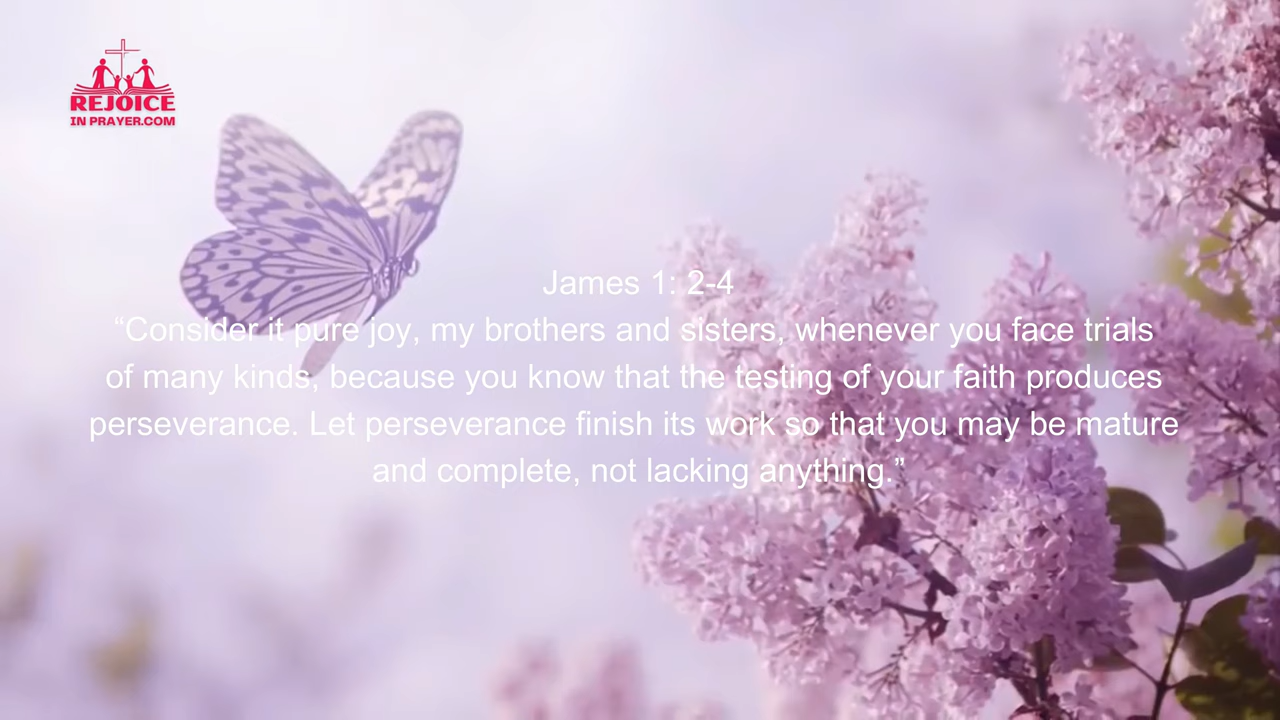 REJOICE
IN PRAYER.COM
James 1: 2-4
“Consider it pure joy, my brothers and sisters, whenever you face trials
of many kinds, because you know that the testing of your faith produces
perseverance. Let perseverance finish its work so that you may be mature
and complete, not lacking anything.”